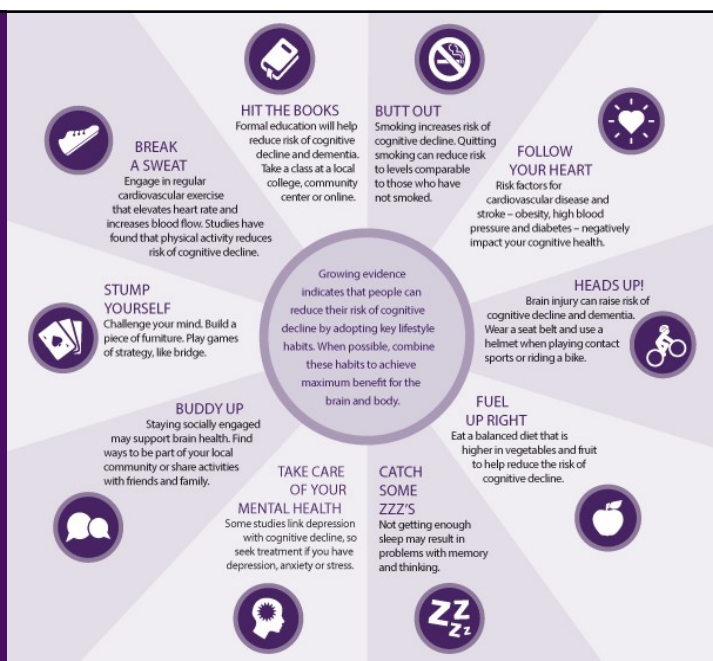 HIT THE BOOKS
Formal education will help
reduce risk of cognitive
decline and dementia.
Take a class at a local
college, community
center or online.
BUTT OUT
Smoking increases risk of
cognitive decline. Quitting
smoking can reduce risk
to levels comparable
to those who have
not smoked.
FOLLOW
YOUR HEART
Risk factors for
cardiovascular disease and
stroke – obesity, high blood
pressure and diabetes – negatively
impact your cognitive health.
HEADS UP!
Brain injury can raise risk of
cognitive decline and dementia.
Wear a seat belt and use a
helmet when playing contact
sports or riding a bike.
FUEL
UP RIGHT
Eat a balanced diet that is
higher in vegetables and fruit
to help reduce the risk of
cognitive decline.
CATCH
SOME
ZZZ'S
Not getting enough
sleep may result in
problems with memory
and thinking.
ZZ
Zz
TAKE CARE
OF YOUR
MENTAL HEALTH
Some studies link depression
with cognitive decline, so
seek treatment if you have
depression, anxiety or stress.
BUDDY UP
Staying socially engaged
may support brain health. Find
ways to be part of your local
community or share activities
with friends and family.
STUMP
YOURSELF
Challenge your mind. Build a
piece of furniture. Play games
of strategy, like bridge.
BREAK
A SWEAT
Engage in regular
cardiovascular exercise
that elevates heart rate and
increases blood flow. Studies have
found that physical activity reduces
risk of cognitive decline.
Growing evidence
indicates that people can
reduce their risk of cognitive
decline by adopting key lifestyle
habits. When possible, combine
these habits to achieve
maximum benefit for the
brain and body.